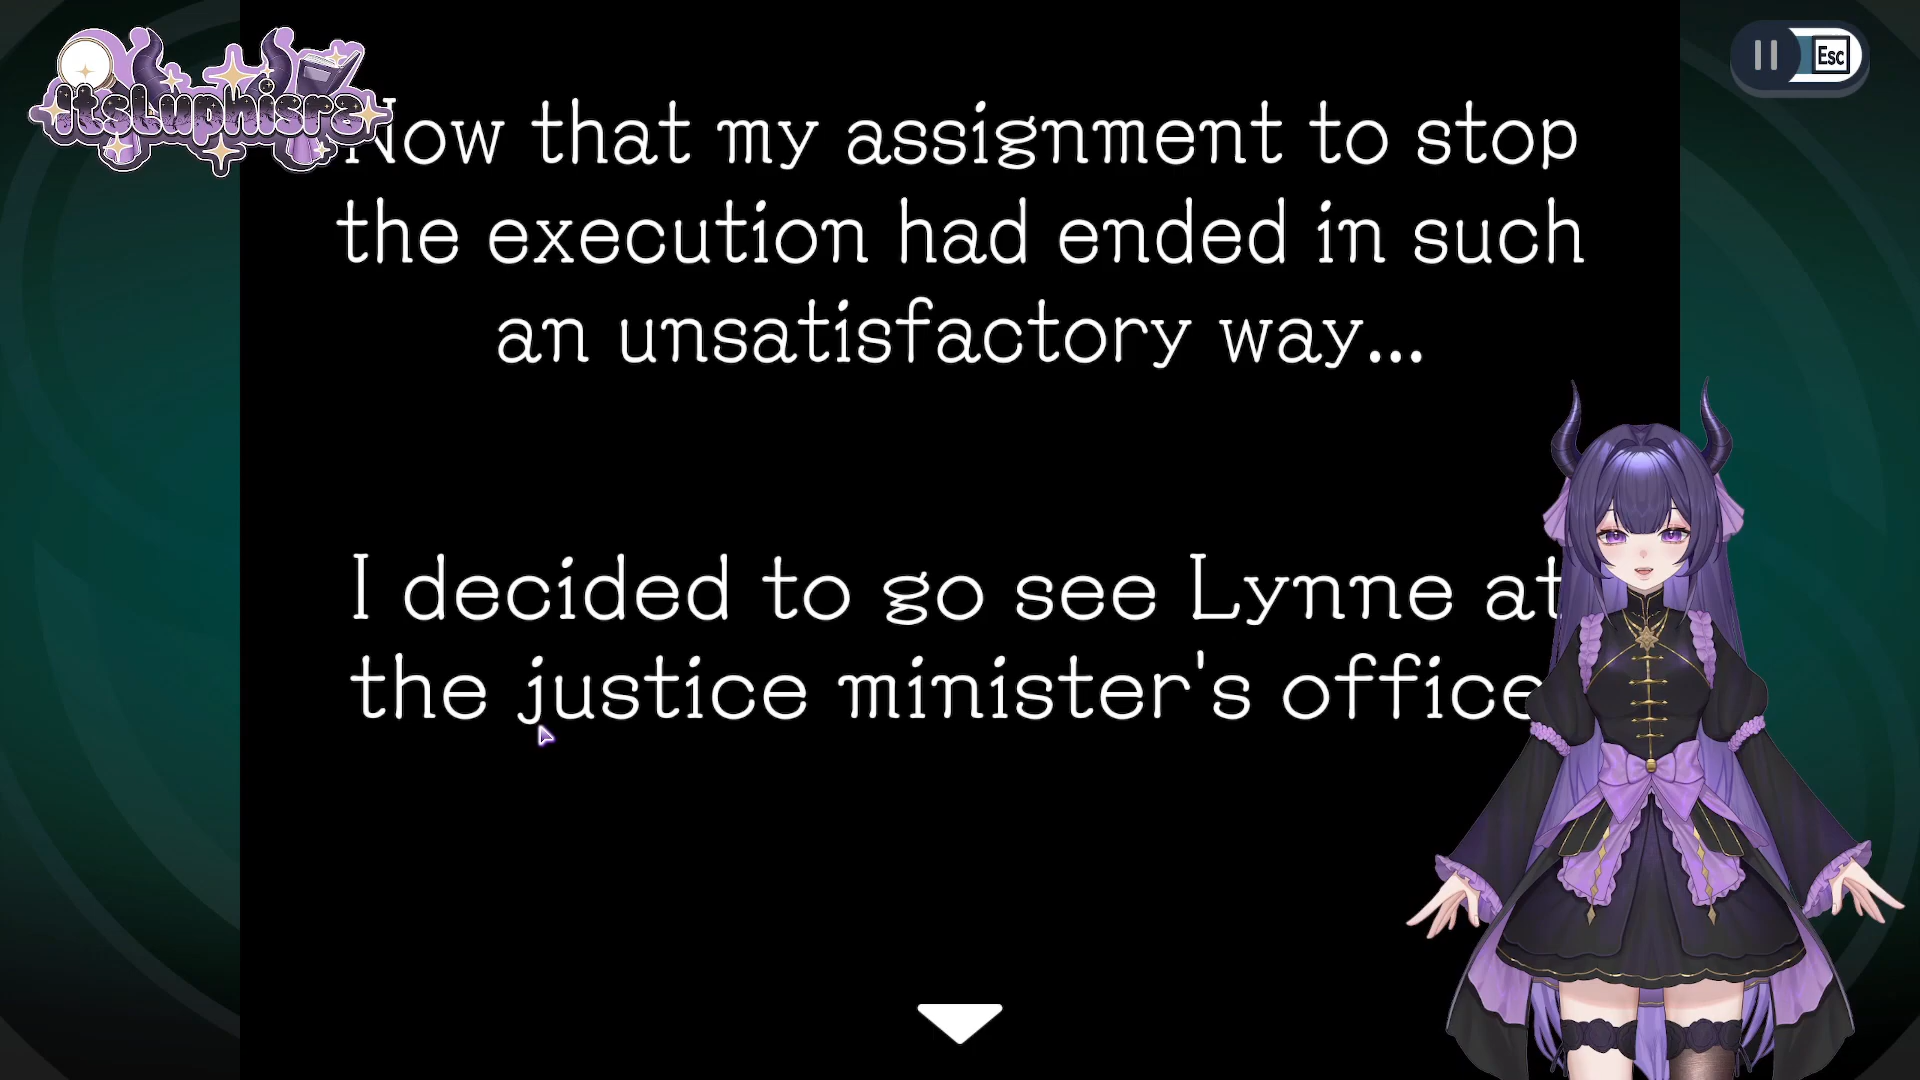 ItsLuphisra
Esc
Now that my assignment to stop
the execution had ended in such
an unsatisfactory way...
I decided to go see Lynne at
the justice minister's office